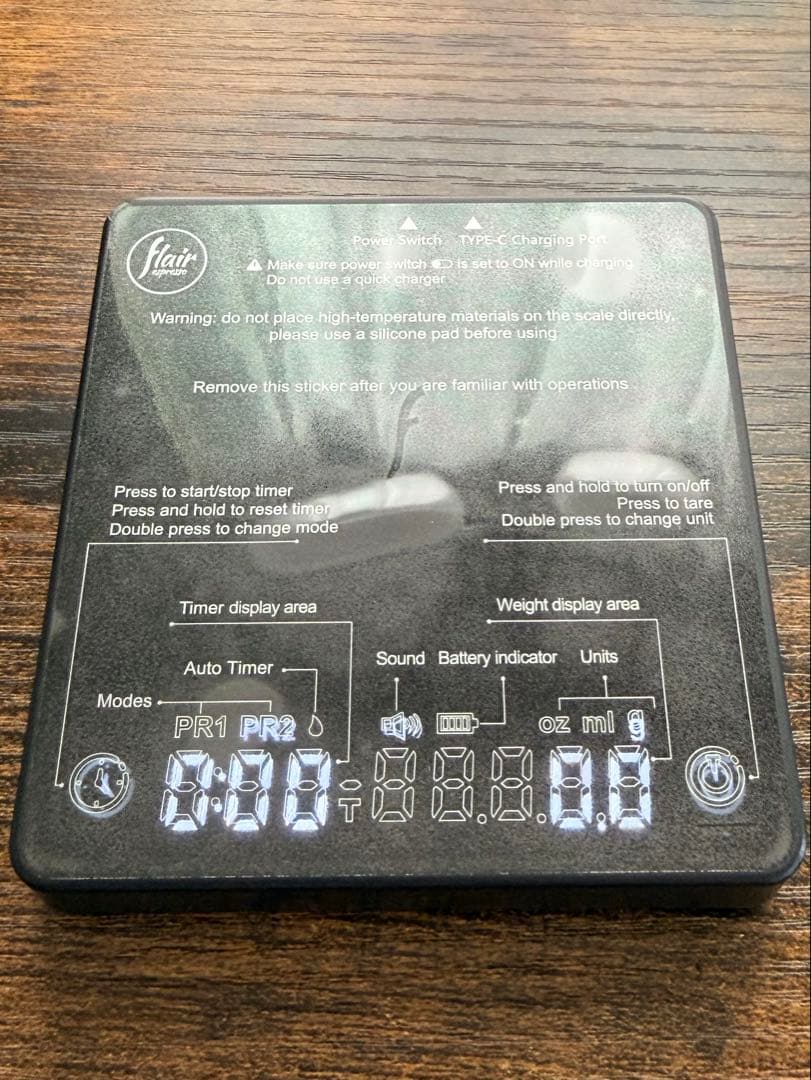 flair
espresso
Power Switch TYPE-C Charging Port
Make sure power switch is set to ON while charging
Do not use a quick charger
Warning: do not place high-temperature materials on the scale directly,
please use a silicone pad before using
Remove this sticker after you are familiar with operations
Press to start/stop timer
Press and hold to reset timer
Double press to change mode
Press and hold to turn on/off
Press to tare
Double press to change unit
Timer display area
Weight display area
Auto Timer
Sound
Battery indicator
Units
Modes
PR1 PR2
oz ml g
0:00
T
0.0